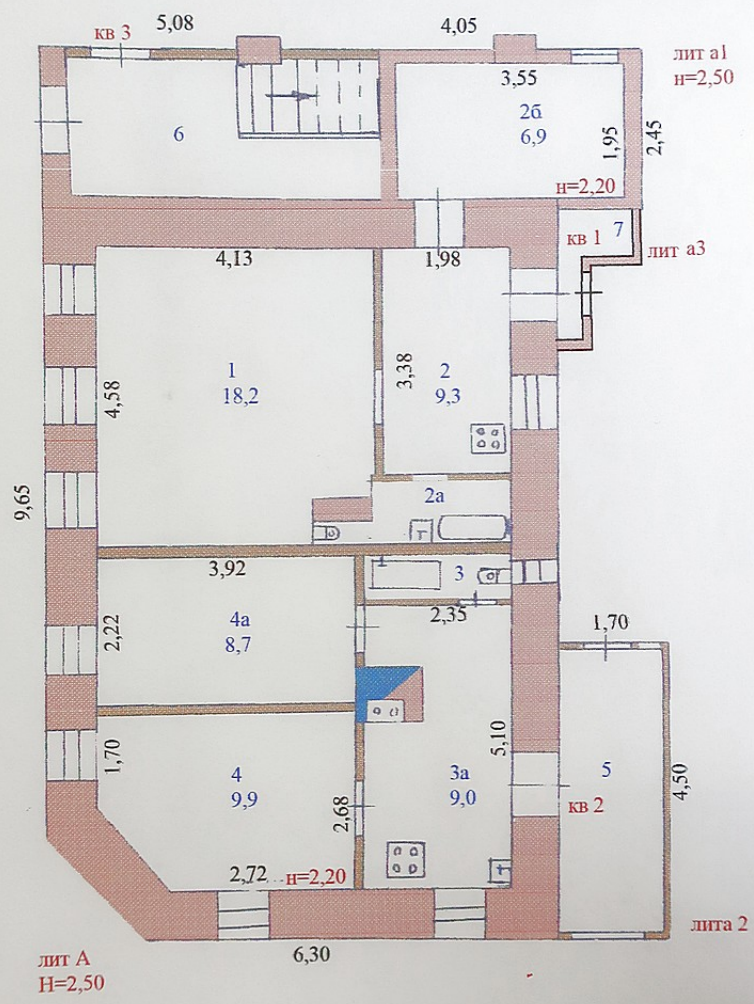 кв 3
5,08
4,05
лит а1
н=2,50
3,55
2б
6,9
1,95
2,45
6
н=2,20
кв 1
7
лит а3
4,13
1,98
1
18,2
4,58
3,38
2
9,3
9,65
2а
3,92
3
2,35
4а
8,7
2,22
1,70
5,10
1,70
4
9,9
2,68
3а
9,0
5
кв 2
4,50
2,72
н=2,20
6,30
лита 2
лит А
Н=2,50